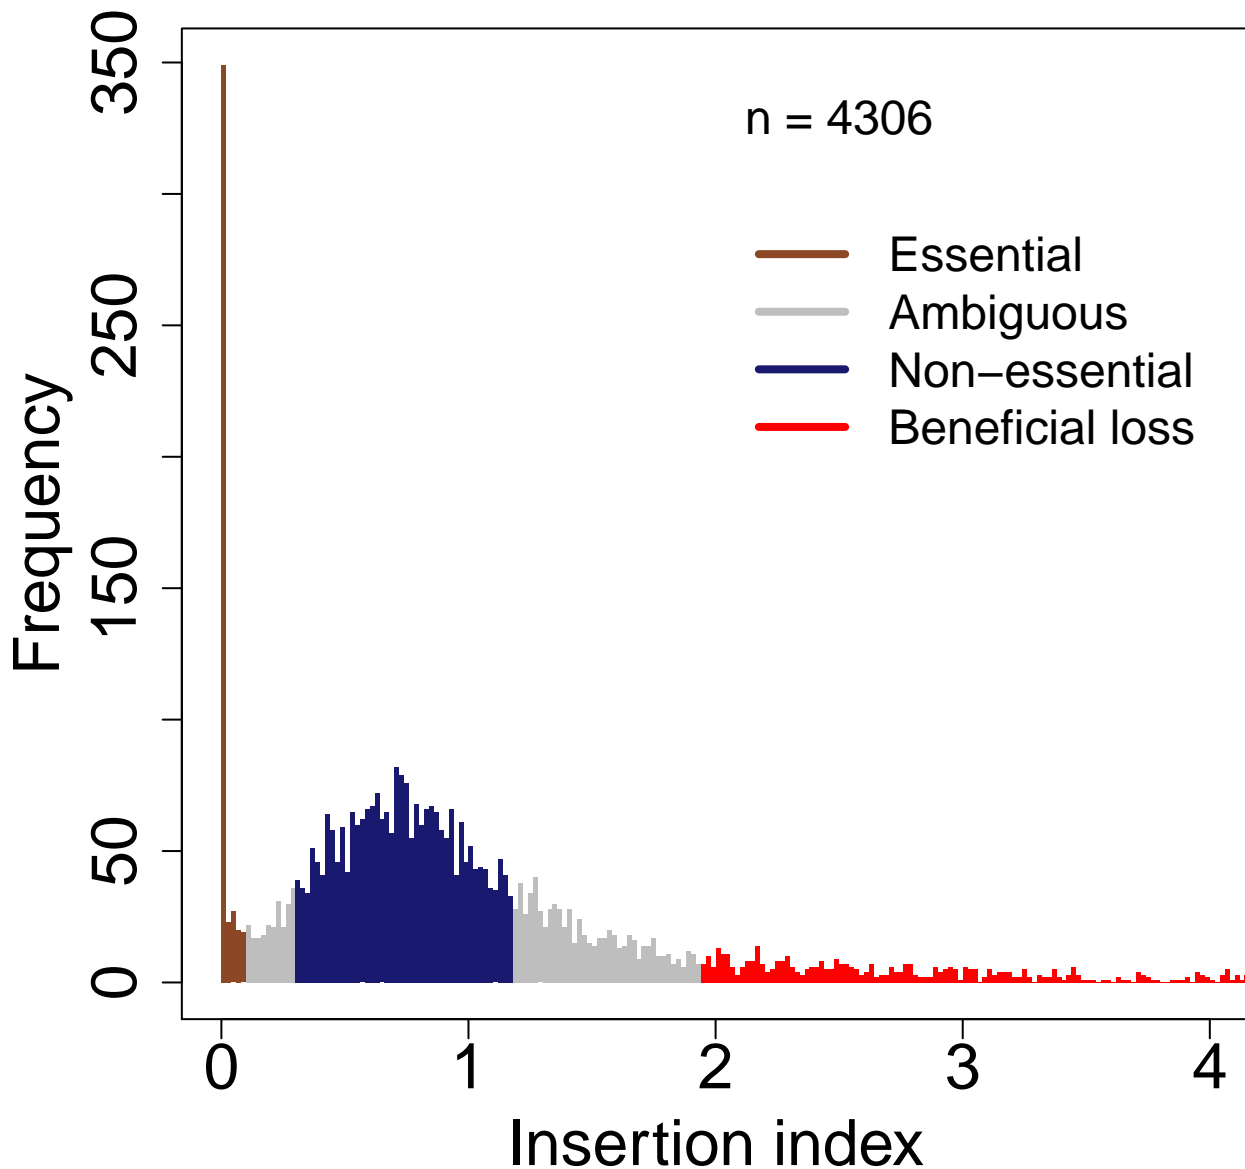 350
250
150
50
0
Frequency
n = 4306
Essential
Ambiguous
Non−essential
Beneficial loss
0 1 2 3 4
Insertion index